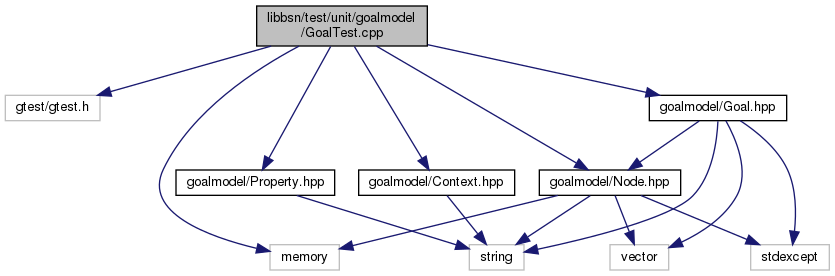 libbsn/test/unit/goalmodel
/GoalTest.cpp
gtest/gtest.h
goalmodel/Goal.hpp
goalmodel/Property.hpp
goalmodel/Context.hpp
goalmodel/Node.hpp
memory
string
vector
stdexcept